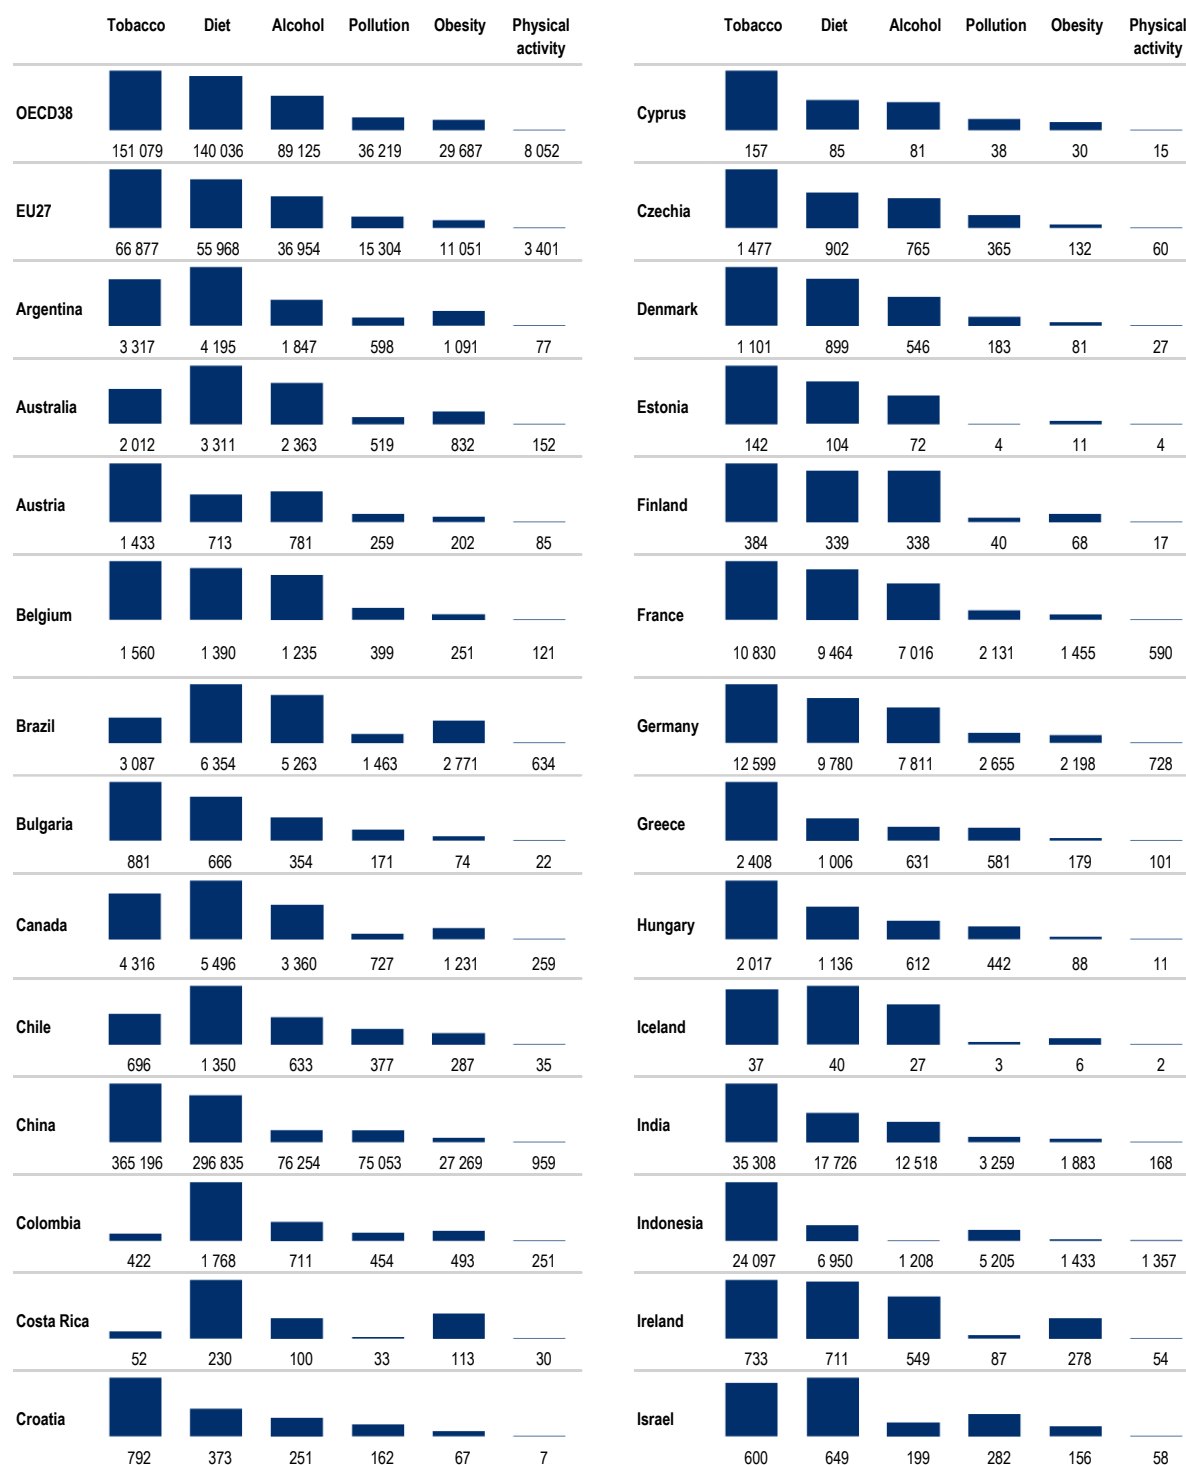 Tobacco Diet Alcohol Pollution Obesity Physical activity
OECD38
151 079 140 036 89 125 36 219 29 687 8 052
EU27
66 877 55 968 36 954 15 304 11 051 3 401
Argentina
3 317 4 195 1 847 598 1 091 77
Australia
2 012 3 311 2 363 519 832 152
Austria
1 433 713 781 259 202 85
Belgium
1 560 1 390 1 235 399 251 121
Brazil
3 087 6 354 5 263 1 463 2 771 634
Bulgaria
881 666 354 171 74 22
Canada
4 316 5 496 3 360 727 1 231 259
Chile
696 1 350 633 377 287 35
China
365 196 296 835 76 254 75 053 27 269 959
Colombia
422 1 768 711 454 493 251
Costa Rica
52 230 100 33 113 30
Croatia
792 373 251 162 67 7
Tobacco Diet Alcohol Pollution Obesity Physical activity
Cyprus
157 85 81 38 30 15
Czechia
1 477 902 765 365 132 60
Denmark
1 101 899 546 183 81 27
Estonia
142 104 72 4 11 4
Finland
384 339 338 40 68 17
France
10 830 9 464 7 016 2 131 1 455 590
Germany
12 599 9 780 7 811 2 655 2 198 728
Greece
2 408 1 006 631 581 179 101
Hungary
2 017 1 136 612 442 88 11
Iceland
37 40 27 3 6 2
India
35 308 17 726 12 518 3 259 1 883 168
Indonesia
24 097 6 950 1 208 5 205 1 433 1 357
Ireland
733 711 549 87 278 54
Israel
600 649 199 282 156 58